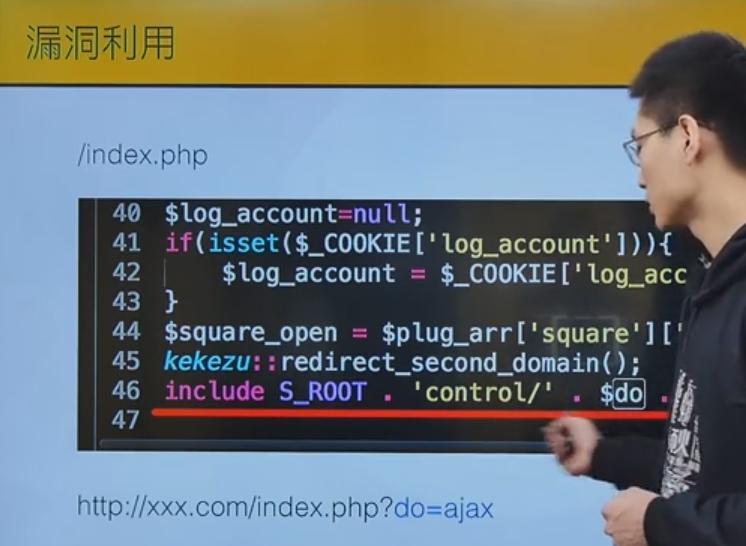 漏洞利用
/index.php
40 $log_account=null;
41 if(isset($_COOKIE['log_account'])){
42 $log_account = $_COOKIE['log_acc
43 }
44 $square_open = $plug_arr['square']['
45 kekezu::redirect_second_domain();
46 include S_ROOT . 'control/' . $do .
47
http://xxx.com/index.php?do=ajax